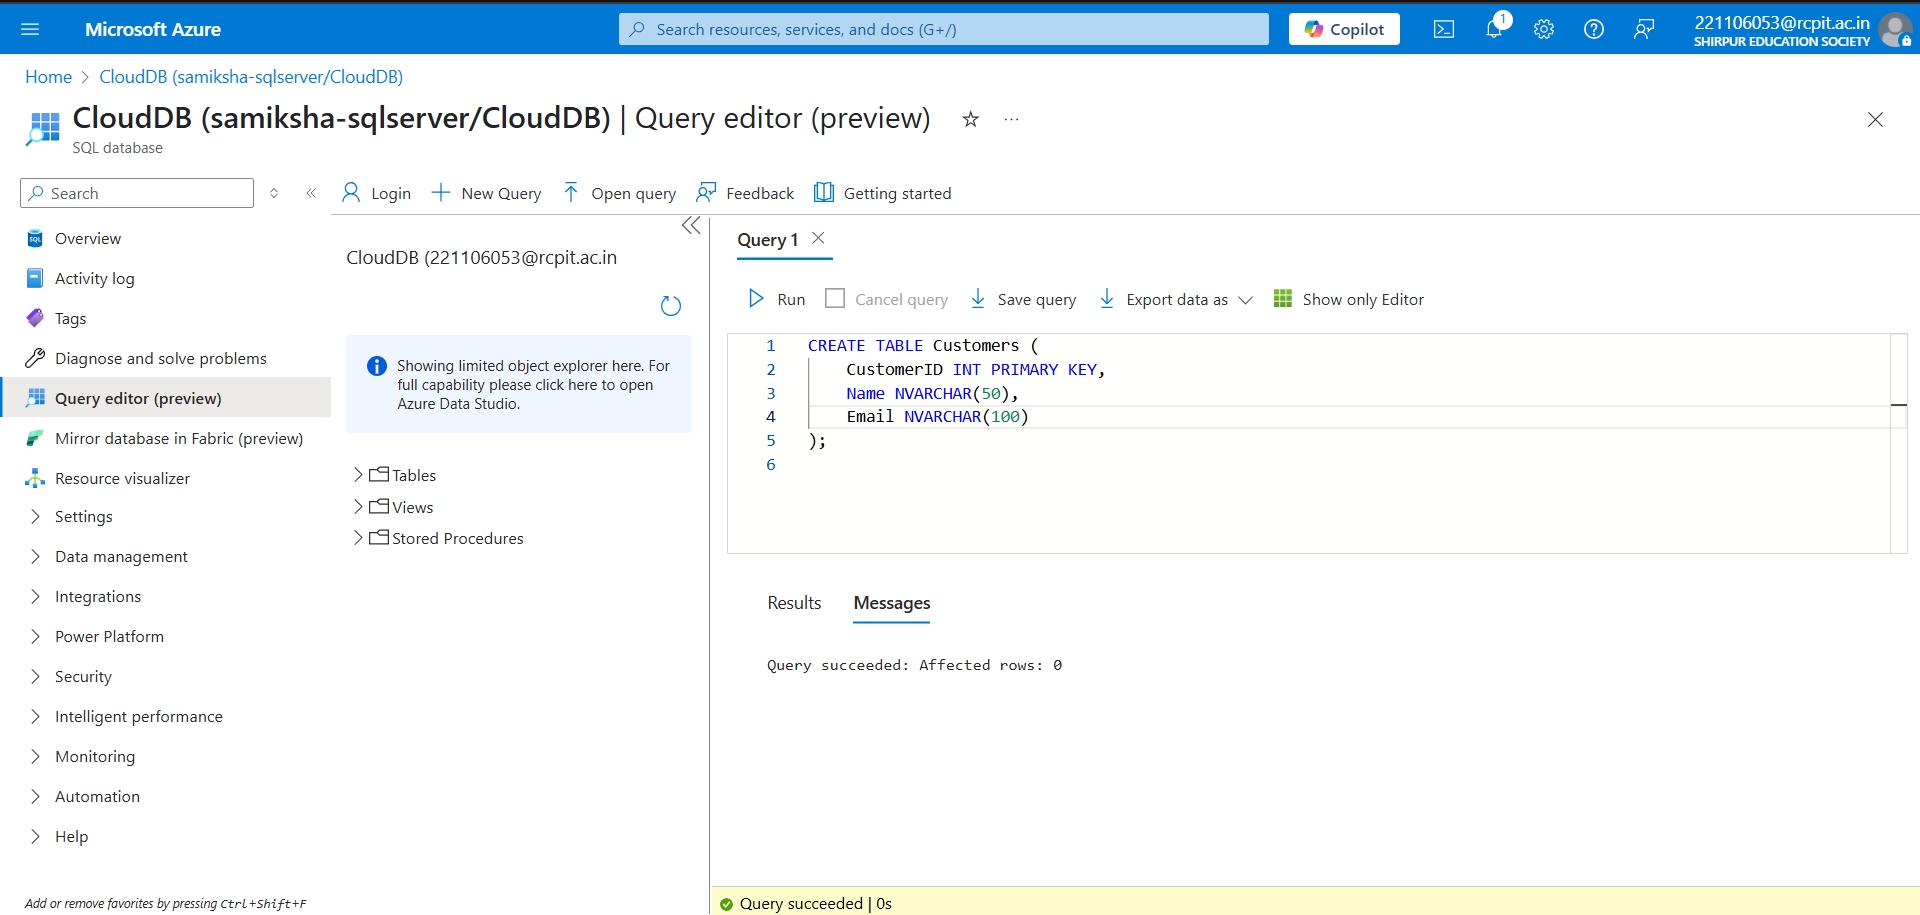 Microsoft Azure
Search resources, services, and docs (G+/)
Copilot
1
221106053@rcpit.ac.in
SHIRPUR EDUCATION SOCIETY
Home > CloudDB (samiksha-sqlserver/CloudDB)
CloudDB (samiksha-sqlserver/CloudDB) | Query editor (preview)
SQL database
Search
Login
New Query
Open query
Feedback
Getting started
SQL
Overview
Activity log
Tags
Diagnose and solve problems
Query editor (preview)
Mirror database in Fabric (preview)
Resource visualizer
Settings
Data management
Integrations
Power Platform
Security
Intelligent performance
Monitoring
Automation
Help
Add or remove favorites by pressing Ctrl+Shift+F
CloudDB (221106053@rcpit.ac.in
Showing limited object explorer here. For
full capability please click here to open
Azure Data Studio.
Tables
Views
Stored Procedures
Query 1
Run
Cancel query
Save query
Export data as
Show only Editor
1 CREATE TABLE Customers (
2 CustomerID INT PRIMARY KEY,
3 Name NVARCHAR(50),
4 Email NVARCHAR(100)
5 );
6
Results
Messages
Query succeeded: Affected rows: 0
Query succeeded | 0s